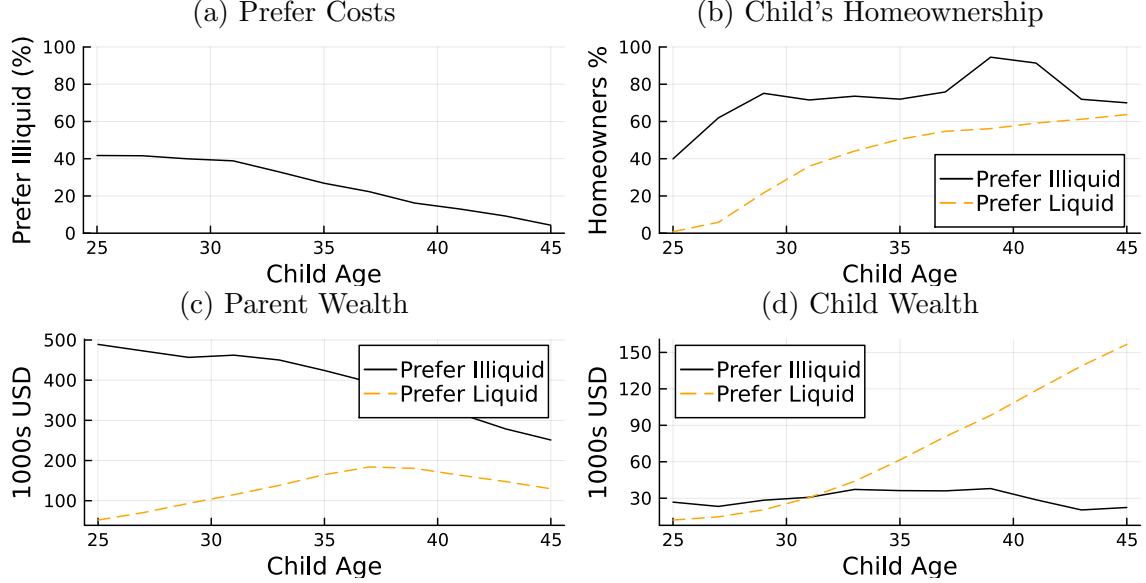 (a) Prefer Costs
Prefer Illiquid (%)
100
80
60
40
20
0
25 30 35 40 45
Child Age
(b) Child's Homeownership
Homeowners %
100
80
60
40
20
0
Prefer Illiquid
Prefer Liquid
25 30 35 40 45
Child Age
(c) Parent Wealth
1000s USD
500
400
300
200
100
Prefer Illiquid
Prefer Liquid
25 30 35 40 45
Child Age
(d) Child Wealth
1000s USD
150
120
90
60
30
Prefer Illiquid
Prefer Liquid
25 30 35 40 45
Child Age